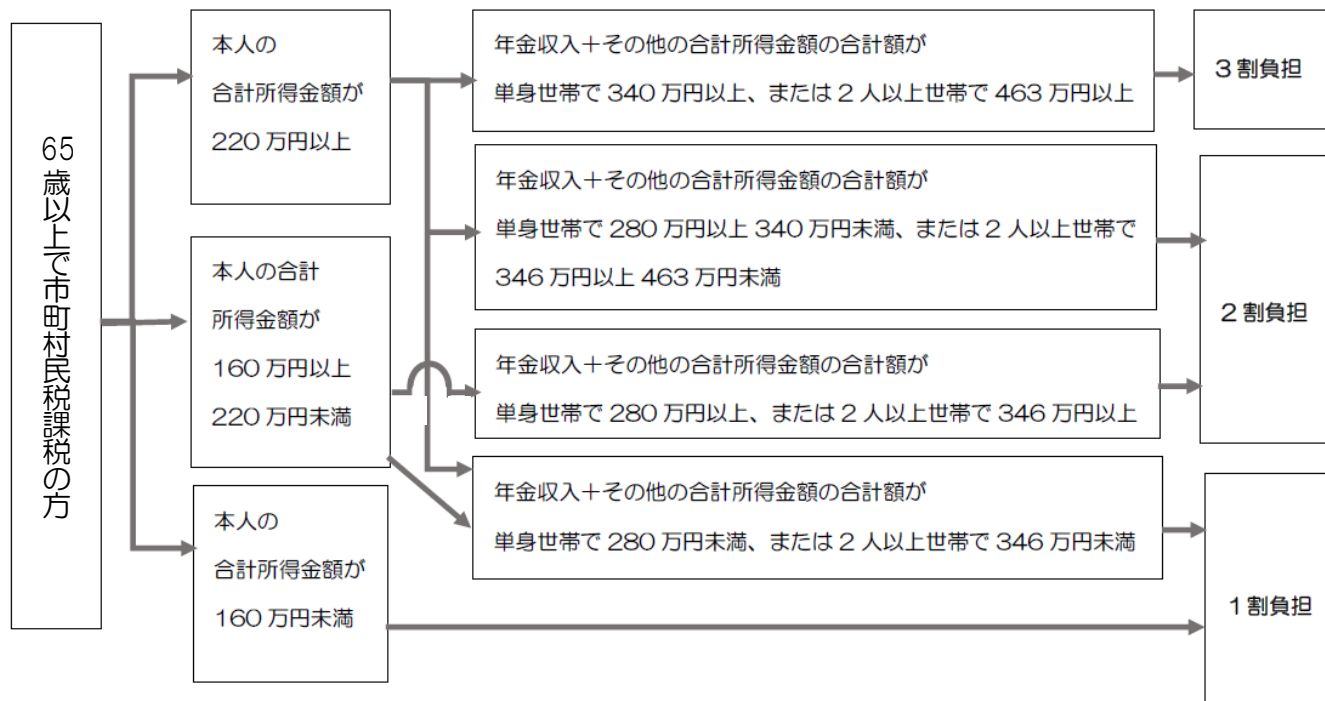 65歳以上で市町村民税課税の方
本人の
合計所得金額が
220万円以上
本人の合計
所得金額が
160万円以上
220万円未満
本人の
合計所得金額が
160万円未満
年金収入+その他の合計所得金額の合計額が
単身世帯で340万円以上、または2人以上世帯で463万円以上
年金収入+その他の合計所得金額の合計額が
単身世帯で280万円以上340万円未満、または2人以上世帯で
346万円以上463万円未満
年金収入+その他の合計所得金額の合計額が
単身世帯で280万円以上、または2人以上世帯で346万円以上
年金収入+その他の合計所得金額の合計額が
単身世帯で280万円未満、または2人以上世帯で346万円未満
3割負担
2割負担
1割負担